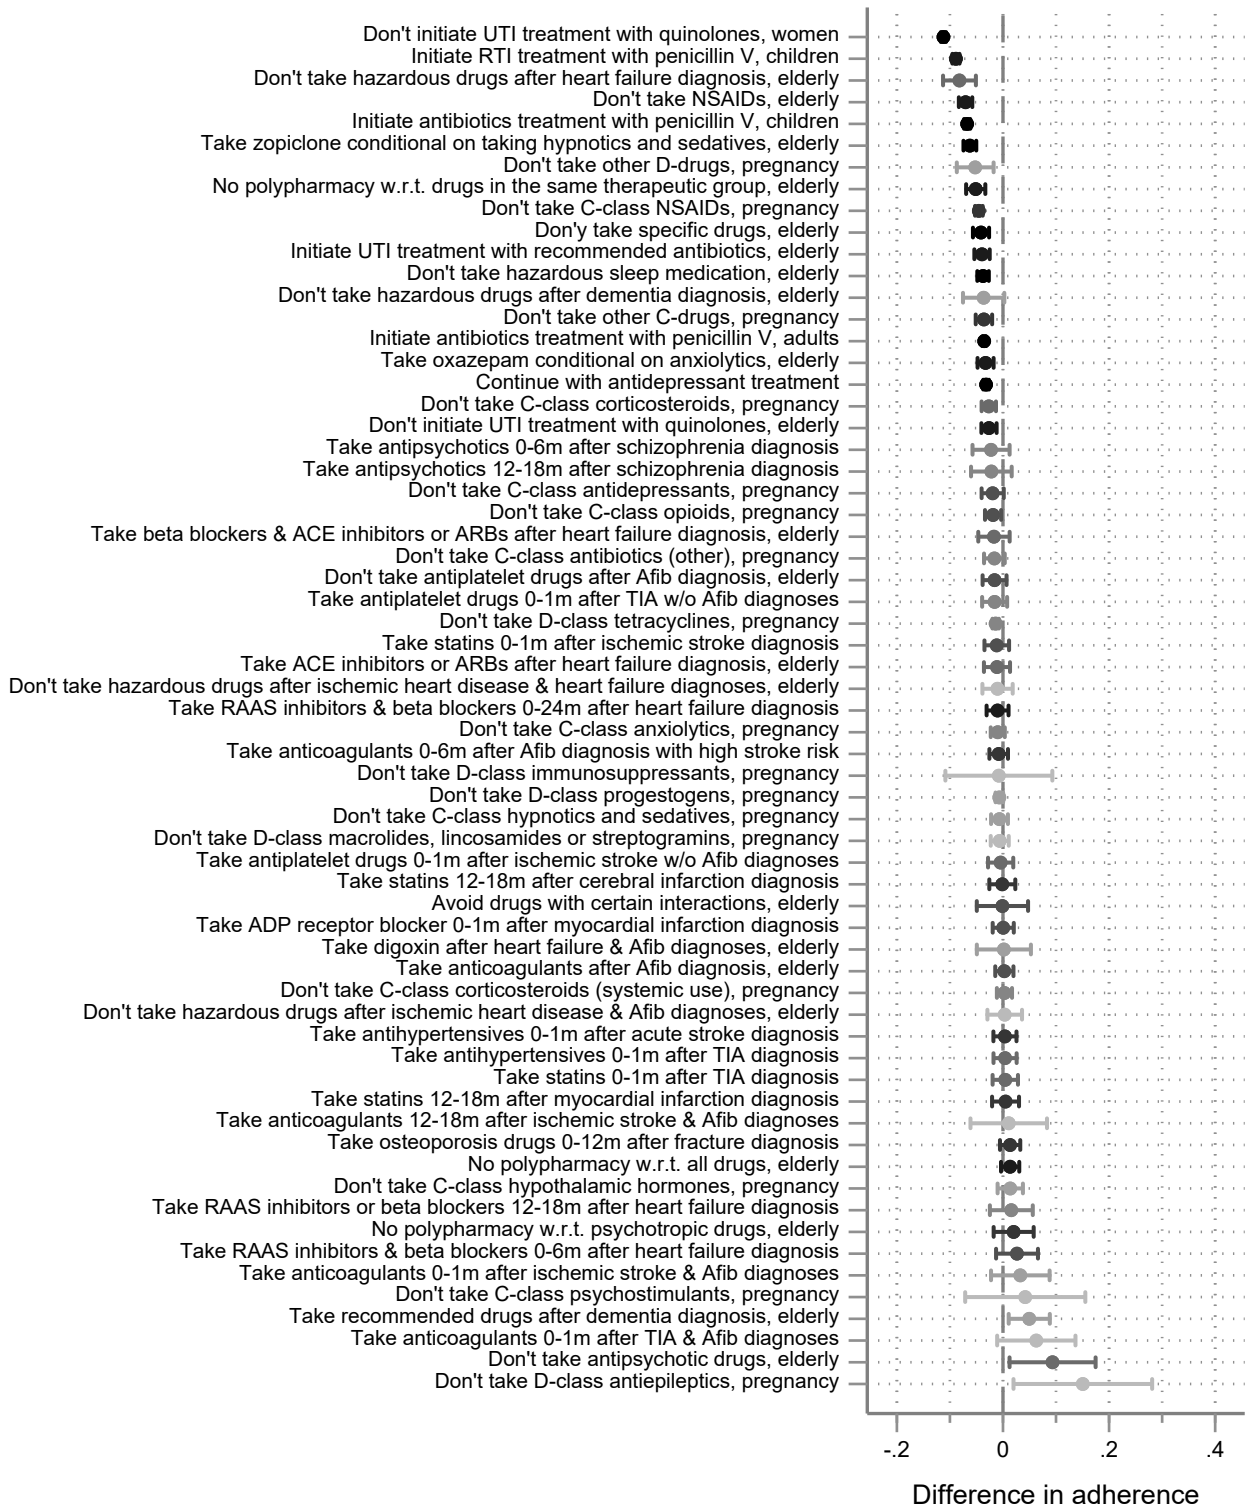 Don't initiate UTI treatment with quinolones, women
Initiate RTI treatment with penicillin V, children
Don't take hazardous drugs after heart failure diagnosis, elderly
Don't take NSAIDs, elderly
Initiate antibiotics treatment with penicillin V, children
Take zopiclone conditional on taking hypnotics and sedatives, elderly
Don't take other D-drugs, pregnancy
No polypharmacy w.r.t. drugs in the same therapeutic group, elderly
Don't take C-class NSAIDs, pregnancy
Don'y take specific drugs, elderly
Initiate UTI treatment with recommended antibiotics, elderly
Don't take hazardous sleep medication, elderly
Don't take hazardous drugs after dementia diagnosis, elderly
Don't take other C-drugs, pregnancy
Initiate antibiotics treatment with penicillin V, adults
Take oxazepam conditional on anxiolytics, elderly
Continue with antidepressant treatment
Don't take C-class corticosteroids, pregnancy
Don't initiate UTI treatment with quinolones, elderly
Take antipsychotics 0-6m after schizophrenia diagnosis
Take antipsychotics 12-18m after schizophrenia diagnosis
Don't take C-class antidepressants, pregnancy
Don't take C-class opioids, pregnancy
Take beta blockers & ACE inhibitors or ARBs after heart failure diagnosis, elderly
Don't take C-class antibiotics (other), pregnancy
Don't take antiplatelet drugs after Afib diagnosis, elderly
Take antiplatelet drugs 0-1m after TIA w/o Afib diagnoses
Don't take D-class tetracyclines, pregnancy
Take statins 0-1m after ischemic stroke diagnosis
Take ACE inhibitors or ARBs after heart failure diagnosis, elderly
Don't take hazardous drugs after ischemic heart disease & heart failure diagnoses, elderly
Take RAAS inhibitors & beta blockers 0-24m after heart failure diagnosis
Don't take C-class anxiolytics, pregnancy
Take anticoagulants 0-6m after Afib diagnosis with high stroke risk
Don't take D-class immunosuppressants, pregnancy
Don't take D-class progestogens, pregnancy
Don't take C-class hypnotics and sedatives, pregnancy
Don't take D-class macrolides, lincosamides or streptogramins, pregnancy
Take antiplatelet drugs 0-1m after ischemic stroke w/o Afib diagnoses
Take statins 12-18m after cerebral infarction diagnosis
Avoid drugs with certain interactions, elderly
Take ADP receptor blocker 0-1m after myocardial infarction diagnosis
Take digoxin after heart failure & Afib diagnoses, elderly
Take anticoagulants after Afib diagnosis, elderly
Don't take C-class corticosteroids (systemic use), pregnancy
Don't take hazardous drugs after ischemic heart disease & Afib diagnoses, elderly
Take antihypertensives 0-1m after acute stroke diagnosis
Take antihypertensives 0-1m after TIA diagnosis
Take statins 0-1m after TIA diagnosis
Take statins 12-18m after myocardial infarction diagnosis
Take anticoagulants 12-18m after ischemic stroke & Afib diagnoses
Take osteoporosis drugs 0-12m after fracture diagnosis
No polypharmacy w.r.t. all drugs, elderly
Don't take C-class hypothalamic hormones, pregnancy
Take RAAS inhibitors or beta blockers 12-18m after heart failure diagnosis
No polypharmacy w.r.t. psychotropic drugs, elderly
Take RAAS inhibitors & beta blockers 0-6m after heart failure diagnosis
Take anticoagulants 0-1m after ischemic stroke & Afib diagnoses
Don't take C-class psychostimulants, pregnancy
Take recommended drugs after dementia diagnosis, elderly
Take anticoagulants 0-1m after TIA & Afib diagnoses
Don't take antipsychotic drugs, elderly
Don't take D-class antiepileptics, pregnancy
-.2 0 .2 .4
Difference in adherence